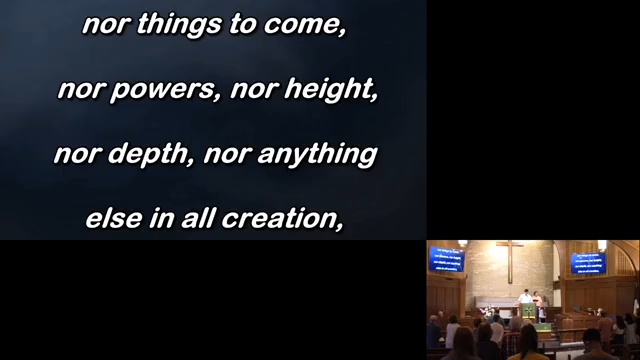 nor things to come,
nor powers, nor height,
nor depth, nor anything
else in all creation,